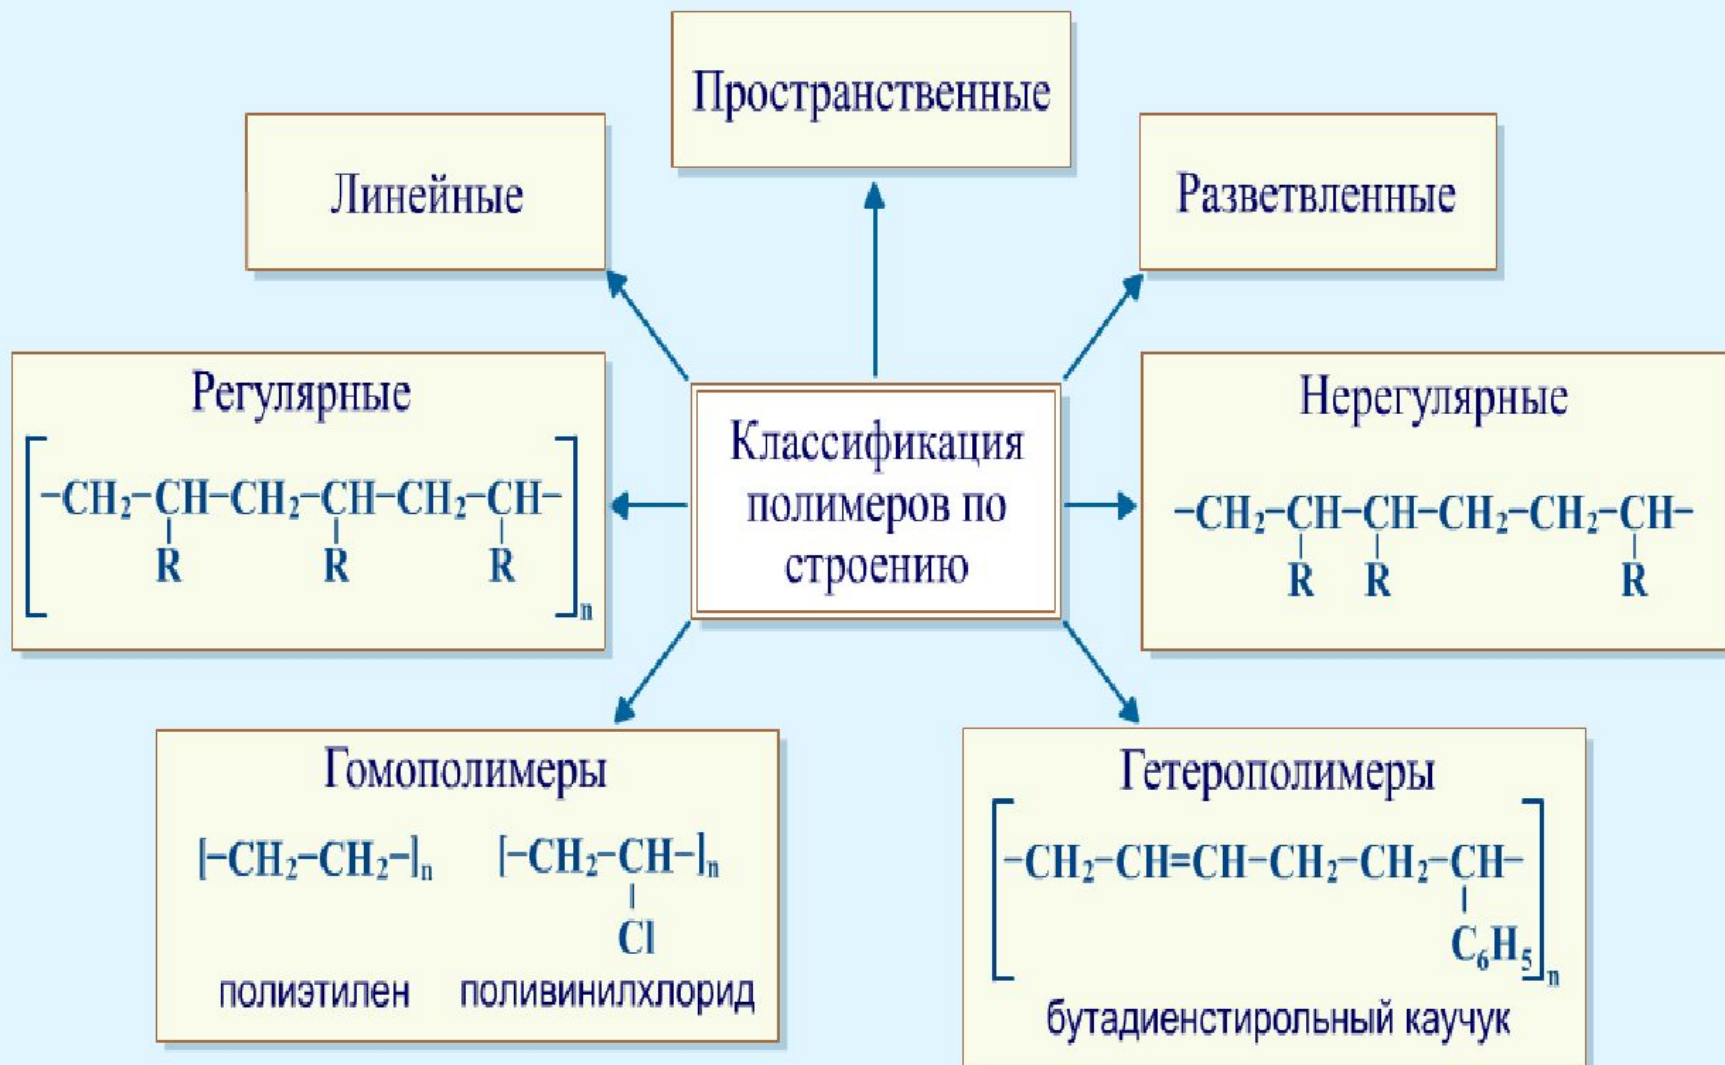 Пространственные
Линейные
Разветвленные
Регулярные
[-CH₂-CH-CH₂-CH-CH₂-CH-]n
R R R
Классификация
полимеров по
строению
Нерегулярные
-CH₂-CH-CH-CH₂-CH₂-CH-
R R R
Гомополимеры
[-CH₂-CH₂-]n [-CH₂-CH-]n
Cl
полиэтилен поливинилхлорид
Гетерополимеры
[-CH₂-CH=CH-CH₂-CH₂-CH-]n
C₆H₅
бутадиенстирольный каучук